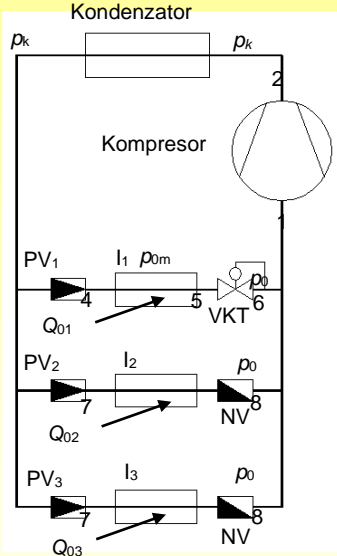 Kondenzator
pk pk
2
Kompresor
1
PV1 I1 p0m p0
4 5 6
Q01 VKT
PV2 I2 p0
7 8
Q02 NV
PV3 I3 p0
7 8
Q03 NV